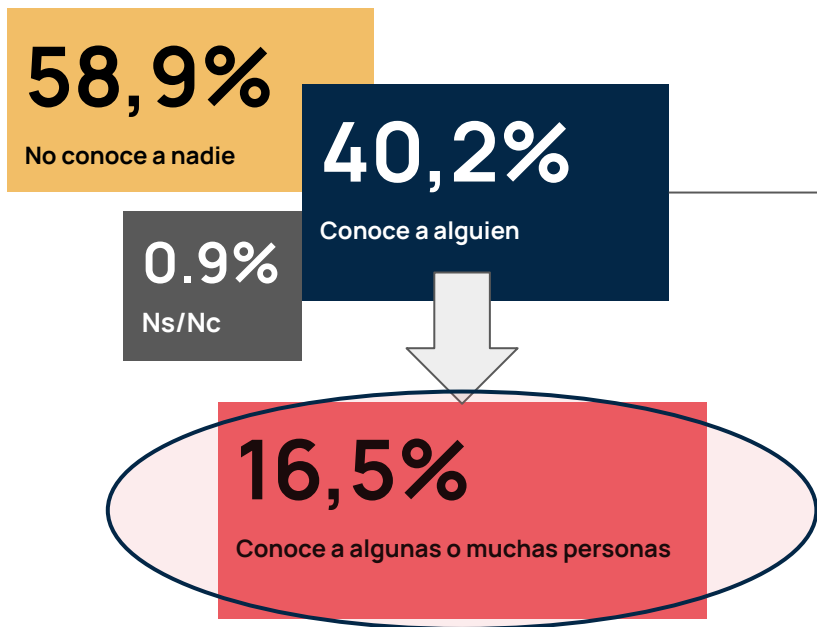 58,9%
No conoce a nadie
40,2%
Conoce a alguien
0.9%
Ns/Nc
16,5%
Conoce a algunas o muchas personas